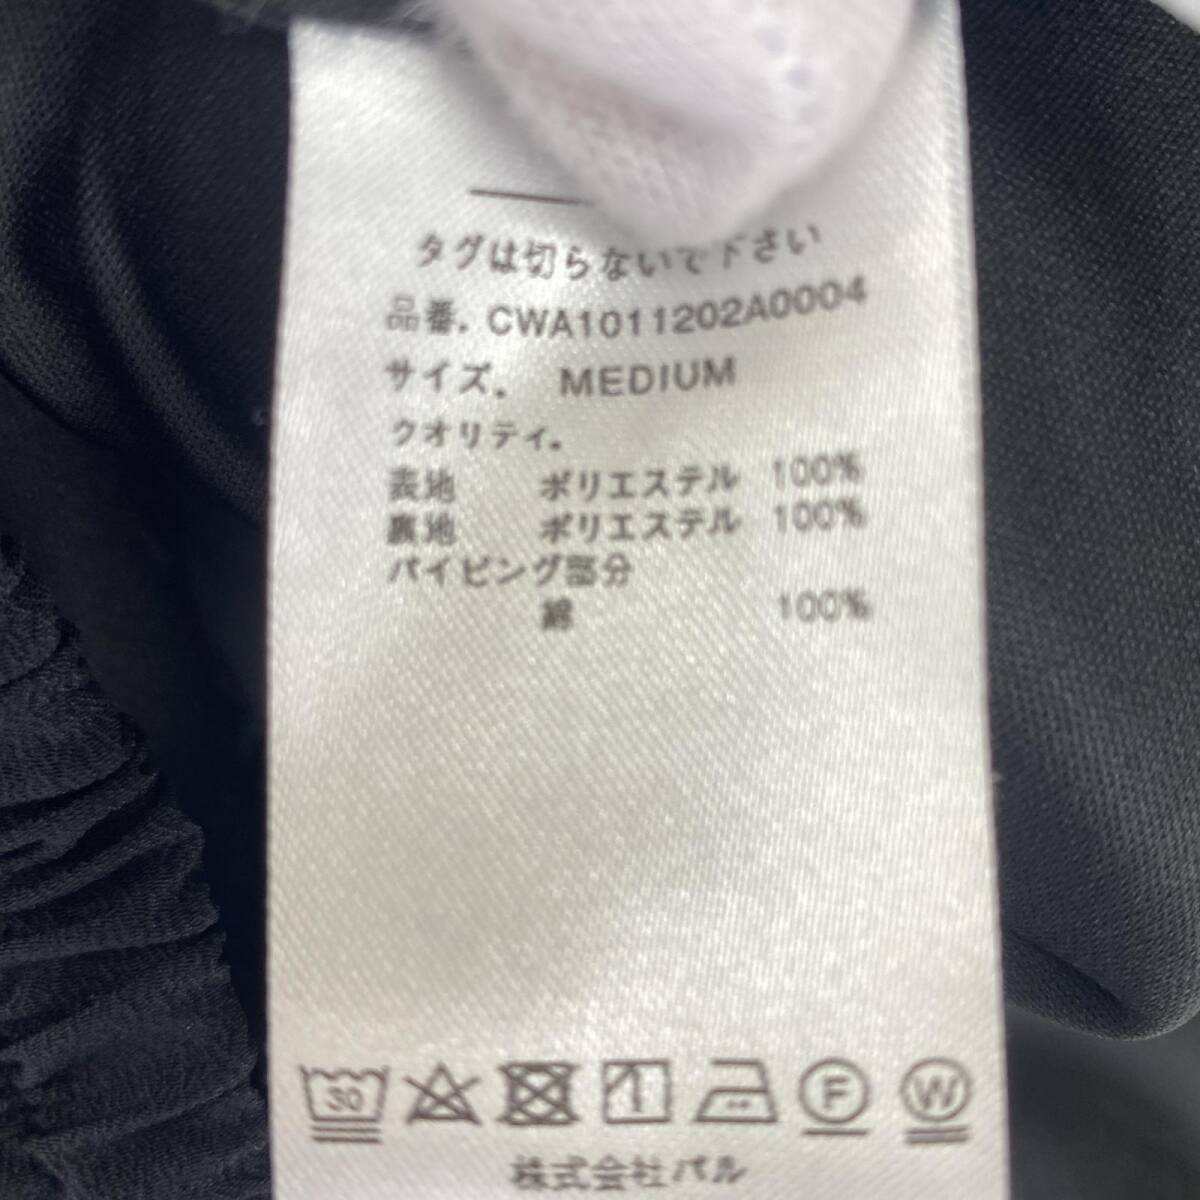 タグは切らないで下さい
品番. CWA1011202A0004
サイズ. MEDIUM
クオリティ.
表地 ポリエステル 100%
裏地 ポリエステル 100%
パイピング部分
綿 100%
30 F W
株式会社パル